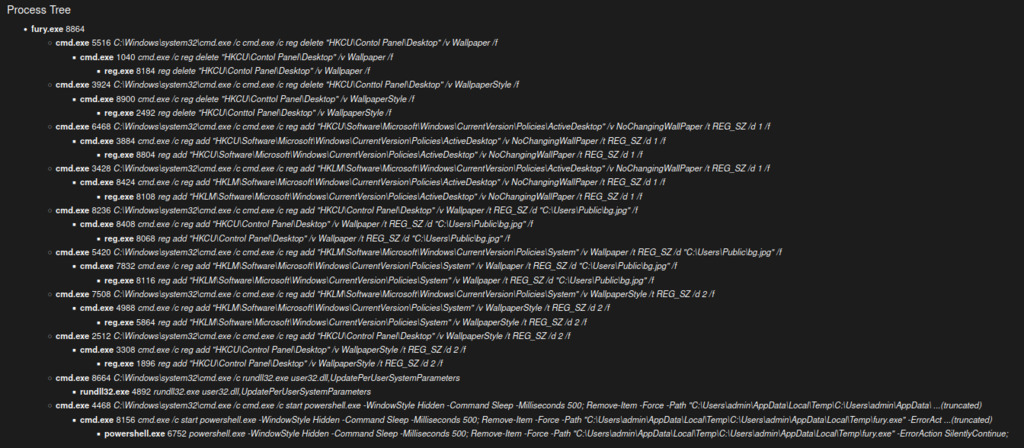 Process Tree
fury.exe 8864
cmd.exe 5516 C:\Windows\system32\cmd.exe /c cmd.exe /c reg delete "HKCU\Contol Panel\Desktop" /v Wallpaper /f
cmd.exe 1040 cmd.exe /c reg delete "HKCU\Contol Panel\Desktop" /v Wallpaper /f
reg.exe 8184 reg delete "HKCU\Contol Panel\Desktop" /v Wallpaper /f
cmd.exe 3924 C:\Windows\system32\cmd.exe /c cmd.exe /c reg delete "HKCU\Conttol Panel\Desktop" /v WallpaperStyle /f
cmd.exe 8900 cmd.exe /c reg delete "HKCU\Conttol Panel\Desktop" /v WallpaperStyle /f
reg.exe 2492 reg delete "HKCU\Conttol Panel\Desktop" /v WallpaperStyle /f
cmd.exe 6468 C:\Windows\system32\cmd.exe /c cmd.exe /c reg add "HKCU\Software\Microsoft\Windows\CurrentVersion\Policies\ActiveDesktop" /v NoChangingWallPaper /t REG_SZ /d 1 /f
cmd.exe 3884 cmd.exe /c reg add "HKCU\Software\Microsoft\Windows\CurrentVersion\Policies\ActiveDesktop" /v NoChangingWallPaper /t REG_SZ /d 1 /f
reg.exe 8804 reg add "HKCU\Software\Microsoft\Windows\CurrentVersion\Policies\ActiveDesktop" /v NoChangingWallPaper /t REG_SZ /d 1 /f
cmd.exe 3428 C:\Windows\system32\cmd.exe /c cmd.exe /c reg add "HKLM\Software\Microsoft\Windows\CurrentVersion\Policies\ActiveDesktop" /v NoChangingWallPaper /t REG_SZ /d 1 /f
cmd.exe 8424 cmd.exe /c reg add "HKLM\Software\Microsoft\Windows\CurrentVersion\Policies\ActiveDesktop" /v NoChangingWallPaper /t REG_SZ /d 1 /f
reg.exe 8108 reg add "HKLM\Software\Microsoft\Windows\CurrentVersion\Policies\ActiveDesktop" /v NoChangingWallPaper /t REG_SZ /d 1 /f
cmd.exe 8236 C:\Windows\system32\cmd.exe /c cmd.exe /c reg add "HKCU\Control Panel\Desktop" /v Wallpaper /t REG_SZ /d "C:\Users\Public\bg.jpg" /f
cmd.exe 8408 cmd.exe /c reg add "HKCU\Control Panel\Desktop" /v Wallpaper /t REG_SZ /d "C:\Users\Public\bg.jpg" /f
reg.exe 8068 reg add "HKCU\Control Panel\Desktop" /v Wallpaper /t REG_SZ /d "C:\Users\Public\bg.jpg" /f
cmd.exe 5420 C:\Windows\system32\cmd.exe /c cmd.exe /c reg add "HKLM\Software\Microsoft\Windows\CurrentVersion\Policies\System" /v Wallpaper /t REG_SZ /d "C:\Users\Public\bg.jpg" /f
cmd.exe 7832 cmd.exe /c reg add "HKLM\Software\Microsoft\Windows\CurrentVersion\Policies\System" /v Wallpaper /t REG_SZ /d "C:\Users\Public\bg.jpg" /f
reg.exe 8116 reg add "HKLM\Software\Microsoft\Windows\CurrentVersion\Policies\System" /v Wallpaper /t REG_SZ /d "C:\Users\Public\bg.jpg" /f
cmd.exe 7508 C:\Windows\system32\cmd.exe /c cmd.exe /c reg add "HKLM\Software\Microsoft\Windows\CurrentVersion\Policies\System" /v WallpaperStyle /t REG_SZ /d 2 /f
cmd.exe 4988 cmd.exe /c reg add "HKLM\Software\Microsoft\Windows\CurrentVersion\Policies\System" /v WallpaperStyle /t REG_SZ /d 2 /f
reg.exe 5864 reg add "HKLM\Software\Microsoft\Windows\CurrentVersion\Policies\System" /v WallpaperStyle /t REG_SZ /d 2 /f
cmd.exe 2512 C:\Windows\system32\cmd.exe /c cmd.exe /c reg add "HKCU\Control Panel\Desktop" /v WallpaperStyle /t REG_SZ /d 2 /f
cmd.exe 3308 cmd.exe /c reg add "HKCU\Control Panel\Desktop" /v WallpaperStyle /t REG_SZ /d 2 /f
reg.exe 1896 reg add "HKCU\Control Panel\Desktop" /v WallpaperStyle /t REG_SZ /d 2 /f
cmd.exe 8664 C:\Windows\system32\cmd.exe /c rundll32.exe user32.dll,UpdatePerUserSystemParameters
rundll32.exe 4892 rundll32.exe user32.dll,UpdatePerUserSystemParameters
cmd.exe 4468 C:\Windows\system32\cmd.exe /c cmd.exe /c start powershell.exe -WindowStyle Hidden -Command Sleep -Milliseconds 500; Remove-Item -Force -Path "C:\Users\admin\AppData\Local\Temp\C:\Users\admin\AppData\ ...(truncated)
cmd.exe 8156 cmd.exe /c start powershell.exe -WindowStyle Hidden -Command Sleep -Milliseconds 500; Remove-Item -Force -Path "C:\Users\admin\AppData\Local\Temp\C:\Users\admin\AppData\Local\Temp\fury.exe" -ErrorAct ...(truncated)
powershell.exe 6752 powershell.exe -WindowStyle Hidden -Command Sleep -Milliseconds 500; Remove-Item -Force -Path "C:\Users\admin\AppData\Local\Temp\C:\Users\admin\AppData\Local\Temp\fury.exe" -ErrorAction SilentlyContinue;